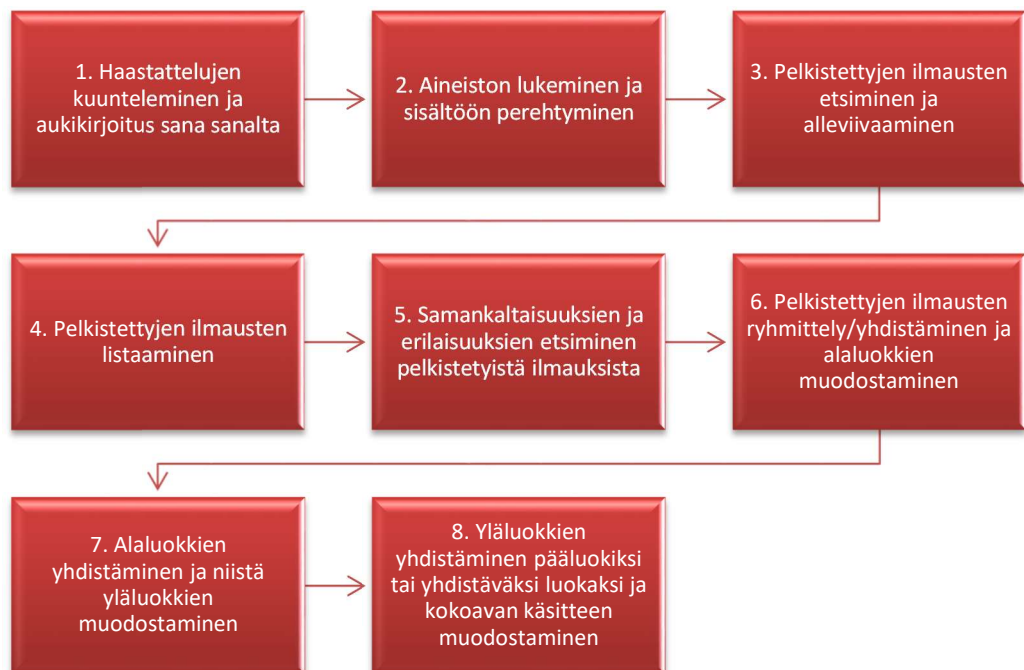 1. Haastattelujen
kuunteleminen ja
aukikirjoitus sana sanalta
2. Aineiston lukeminen ja
sisältöön perehtyminen
3. Pelkistettyjen ilmausten
etsiminen ja
alleviivaaminen
4. Pelkistettyjen ilmausten
listaaminen
5. Samankaltaisuuksien ja
erilaisuuksien etsiminen
pelkistetyistä ilmauksista
6. Pelkistettyjen ilmausten
ryhmittely/yhdistäminen ja
alaluokkien
muodostaminen
7. Alaluokkien
yhdistäminen ja niistä
yläluokkien
muodostaminen
8. Yläluokkien
yhdistäminen pääluokiksi
tai yhdistäväksi luokaksi ja
kokoavan käsitteen
muodostaminen